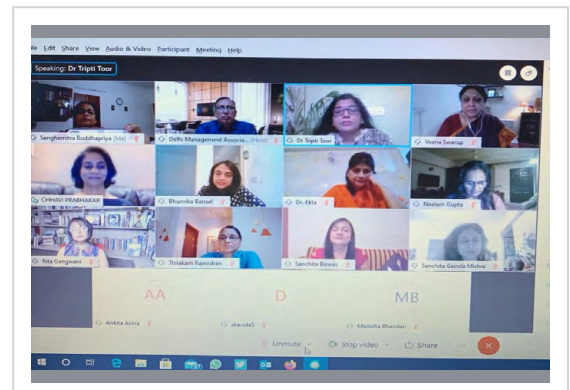 File Edit Share View Audio & Video Participant Meeting Help
Speaking: Dr Tripti Toor
Sanghamitra Buddhapriya (Me)
Delhi Management Associa... (Host)
Dr Tripti Toor
Veena Swarup
CHHAVI PRABHAKAR
Bhumika Bansal
Dr. Ekta
Neelam Gupta
Rita Gangwani
Thilakam Rajendran
Sanchita Biswas
Sanchita Gairola Mishra
AA
D
MB
Ankita Arora
Monisha Bhandari
Unmute
Stop video
Share